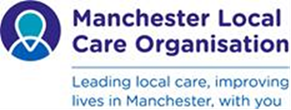 Manchester Local
Care Organisation
Leading local care, improving
lives in Manchester, with you